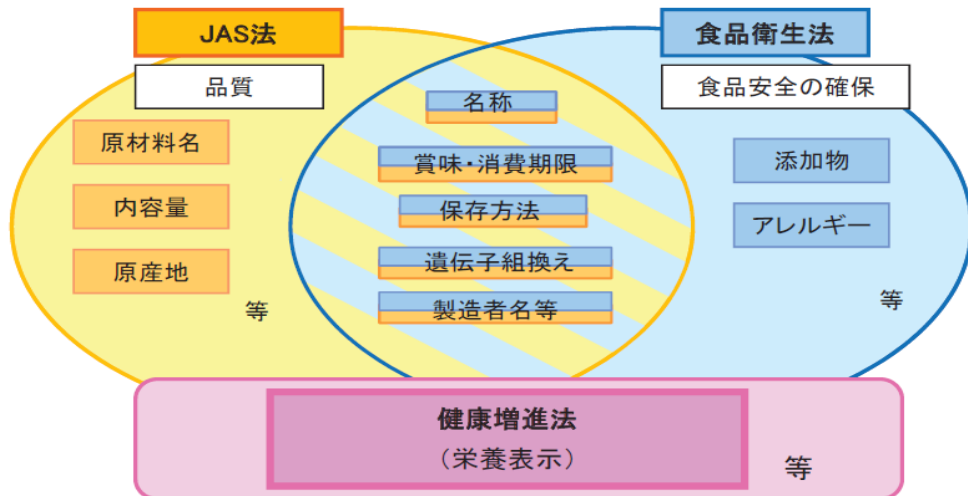 JAS法
品質
原材料名
内容量
原産地
等
名称
賞味・消費期限
保存方法
遺伝子組換え
製造者名等
食品衛生法
食品安全の確保
添加物
アレルギー
等
健康増進法
（栄養表示）
等